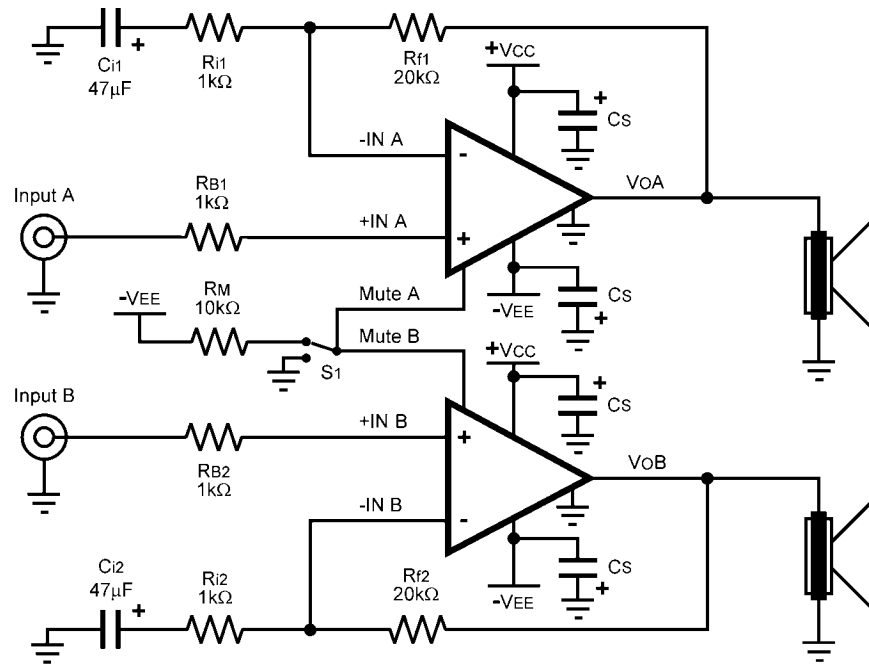 Ci1
47µF
+
Ri1
1kΩ
Rf1
20kΩ
+VCC
+
CS
-IN A
-
Input A
RB1
1kΩ
+IN A
+
VOA
-VEE
RM
10kΩ
Mute A
Mute B
S1
-VEE
CS
+
+VCC
+
CS
Input B
RB2
1kΩ
+IN B
+
VOB
-IN B
-
Ci2
47µF
+
Ri2
1kΩ
Rf2
20kΩ
-VEE
CS
+